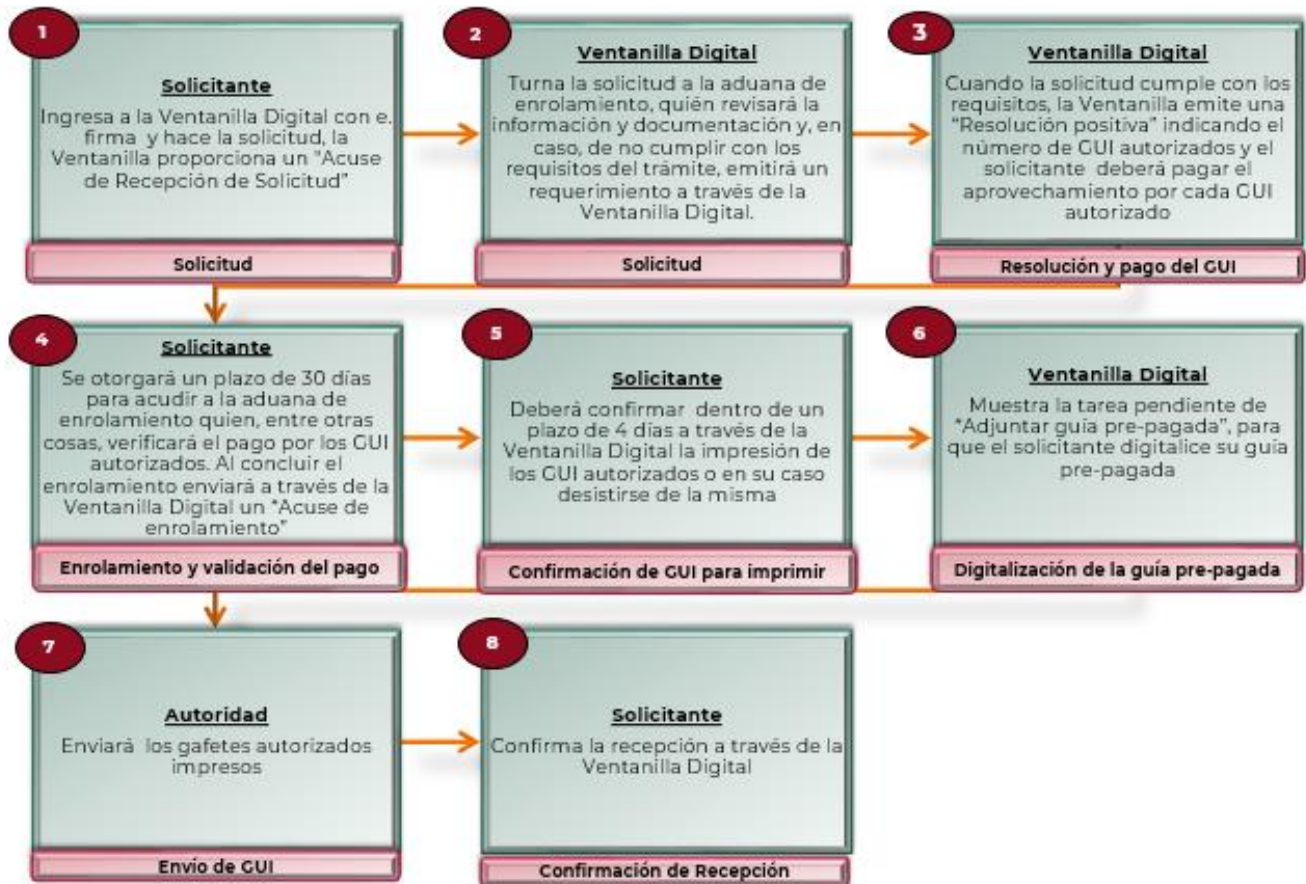 1
Solicitante
Ingresa a la Ventanilla Digital con e.
firma y hace la solicitud, la
Ventanilla proporciona un "Acuse
de Recepción de Solicitud"
Solicitud
2
Ventanilla Digital
Turna la solicitud a la aduana de
enrolamiento, quién revisará la
información y documentación y, en
caso, de no cumplir con los
requisitos del trámite, emitirá un
requerimiento a través de la
Ventanilla Digital.
Solicitud
3
Ventanilla Digital
Cuando la solicitud cumple con los
requisitos, la Ventanilla emite una
"Resolución positiva" indicando el
número de GUI autorizados y el
solicitante deberá pagar el
aprovechamiento por cada GUI
autorizado
Resolución y pago del GUI
4
Solicitante
Se otorgará un plazo de 30 días
para acudir a la aduana de
enrolamiento quien, entre otras
cosas, verificará el pago por los GUI
autorizados. Al concluir el
enrolamiento enviará a través de la
Ventanilla Digital un "Acuse de
enrolamiento"
Enrolamiento y validación del pago
5
Solicitante
Deberá confirmar dentro de un
plazo de 4 días a través de la
Ventanilla Digital la impresión de
los GUI autorizados o en su caso
desistirse de la misma
Confirmación de GUI para imprimir
6
Ventanilla Digital
Muestra la tarea pendiente de
"Adjuntar guía pre-pagada", para
que el solicitante digitalice su guía
pre-pagada
Digitalización de la guía pre-pagada
7
Autoridad
Enviará los gafetes autorizados
impresos
Envío de GUI
8
Solicitante
Confirma la recepción a través de la
Ventanilla Digital
Confirmación de Recepción